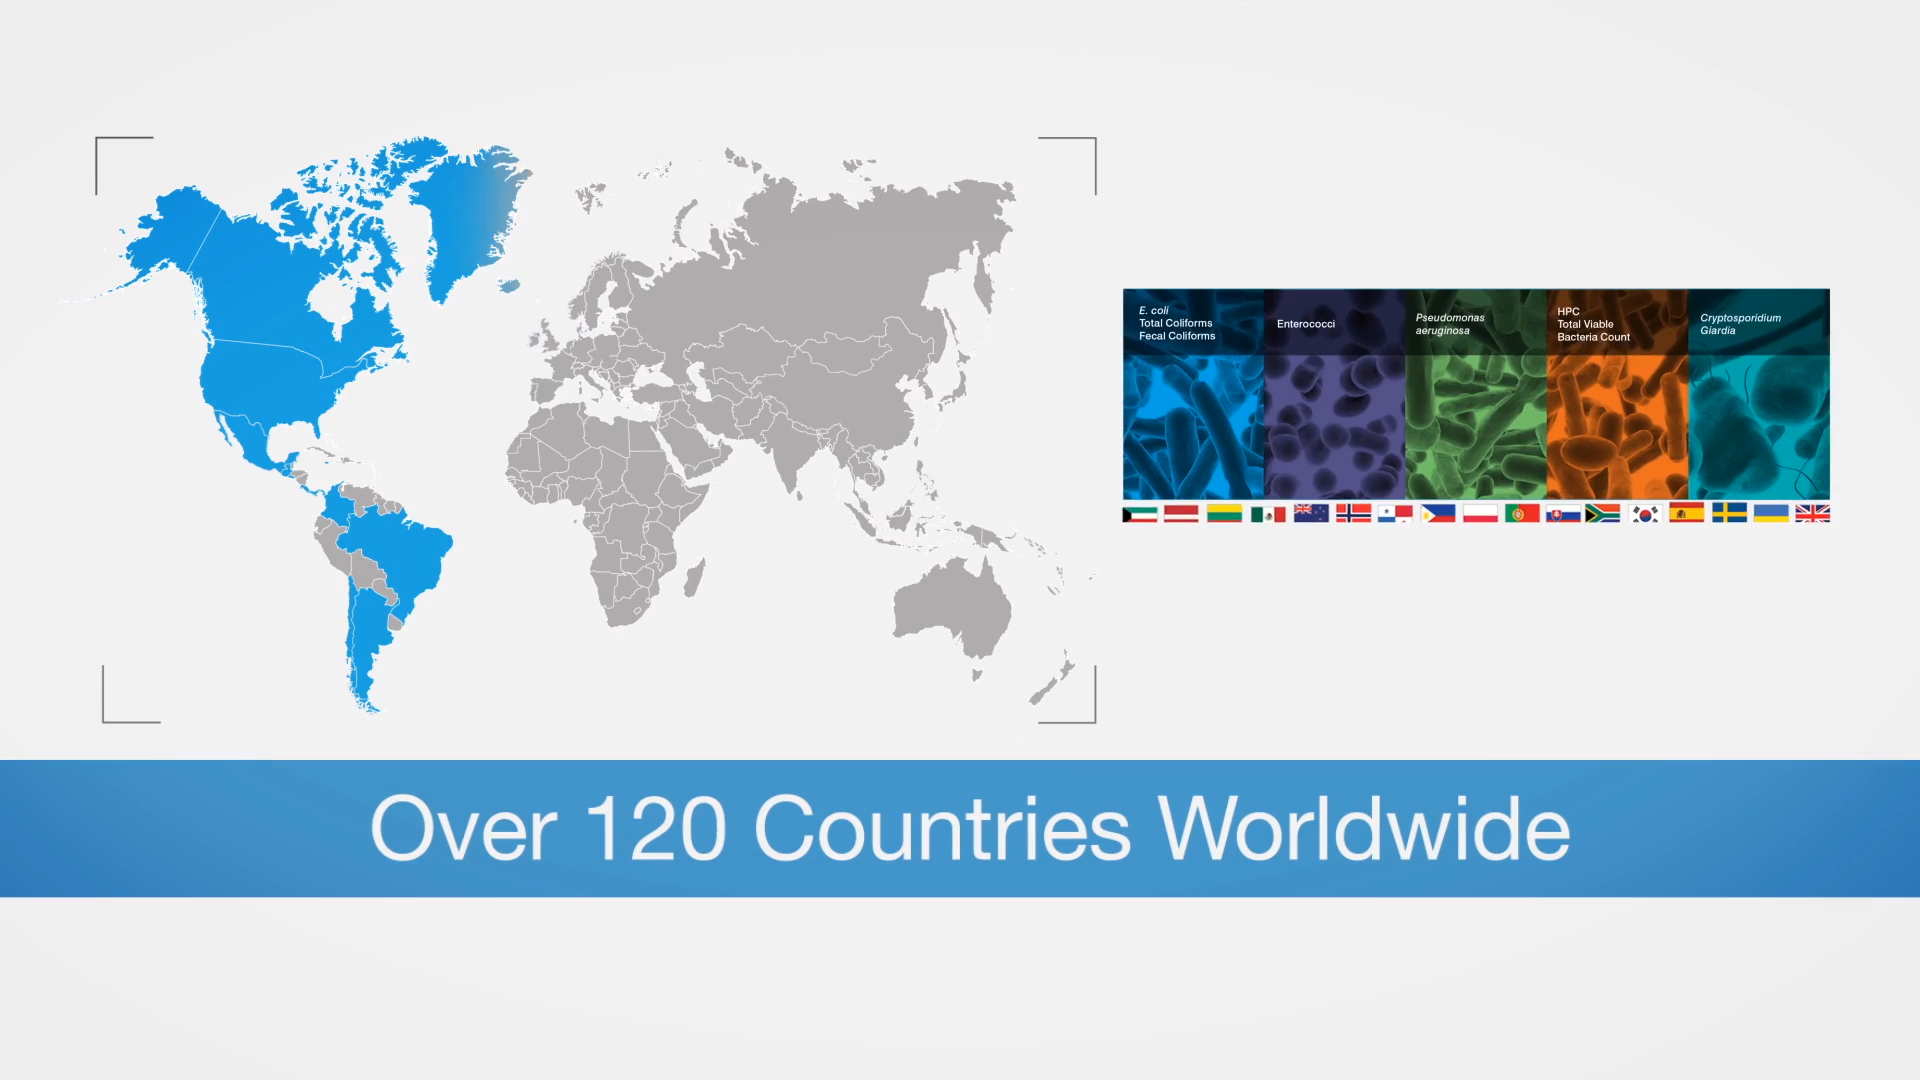 E. coli
Total Coliforms
Fecal Coliforms
Enterococci
Pseudomonas
aeruginosa
HPC
Total Viable
Bacteria Count
Cryptosporidium
Giardia
Over 120 Countries Worldwide